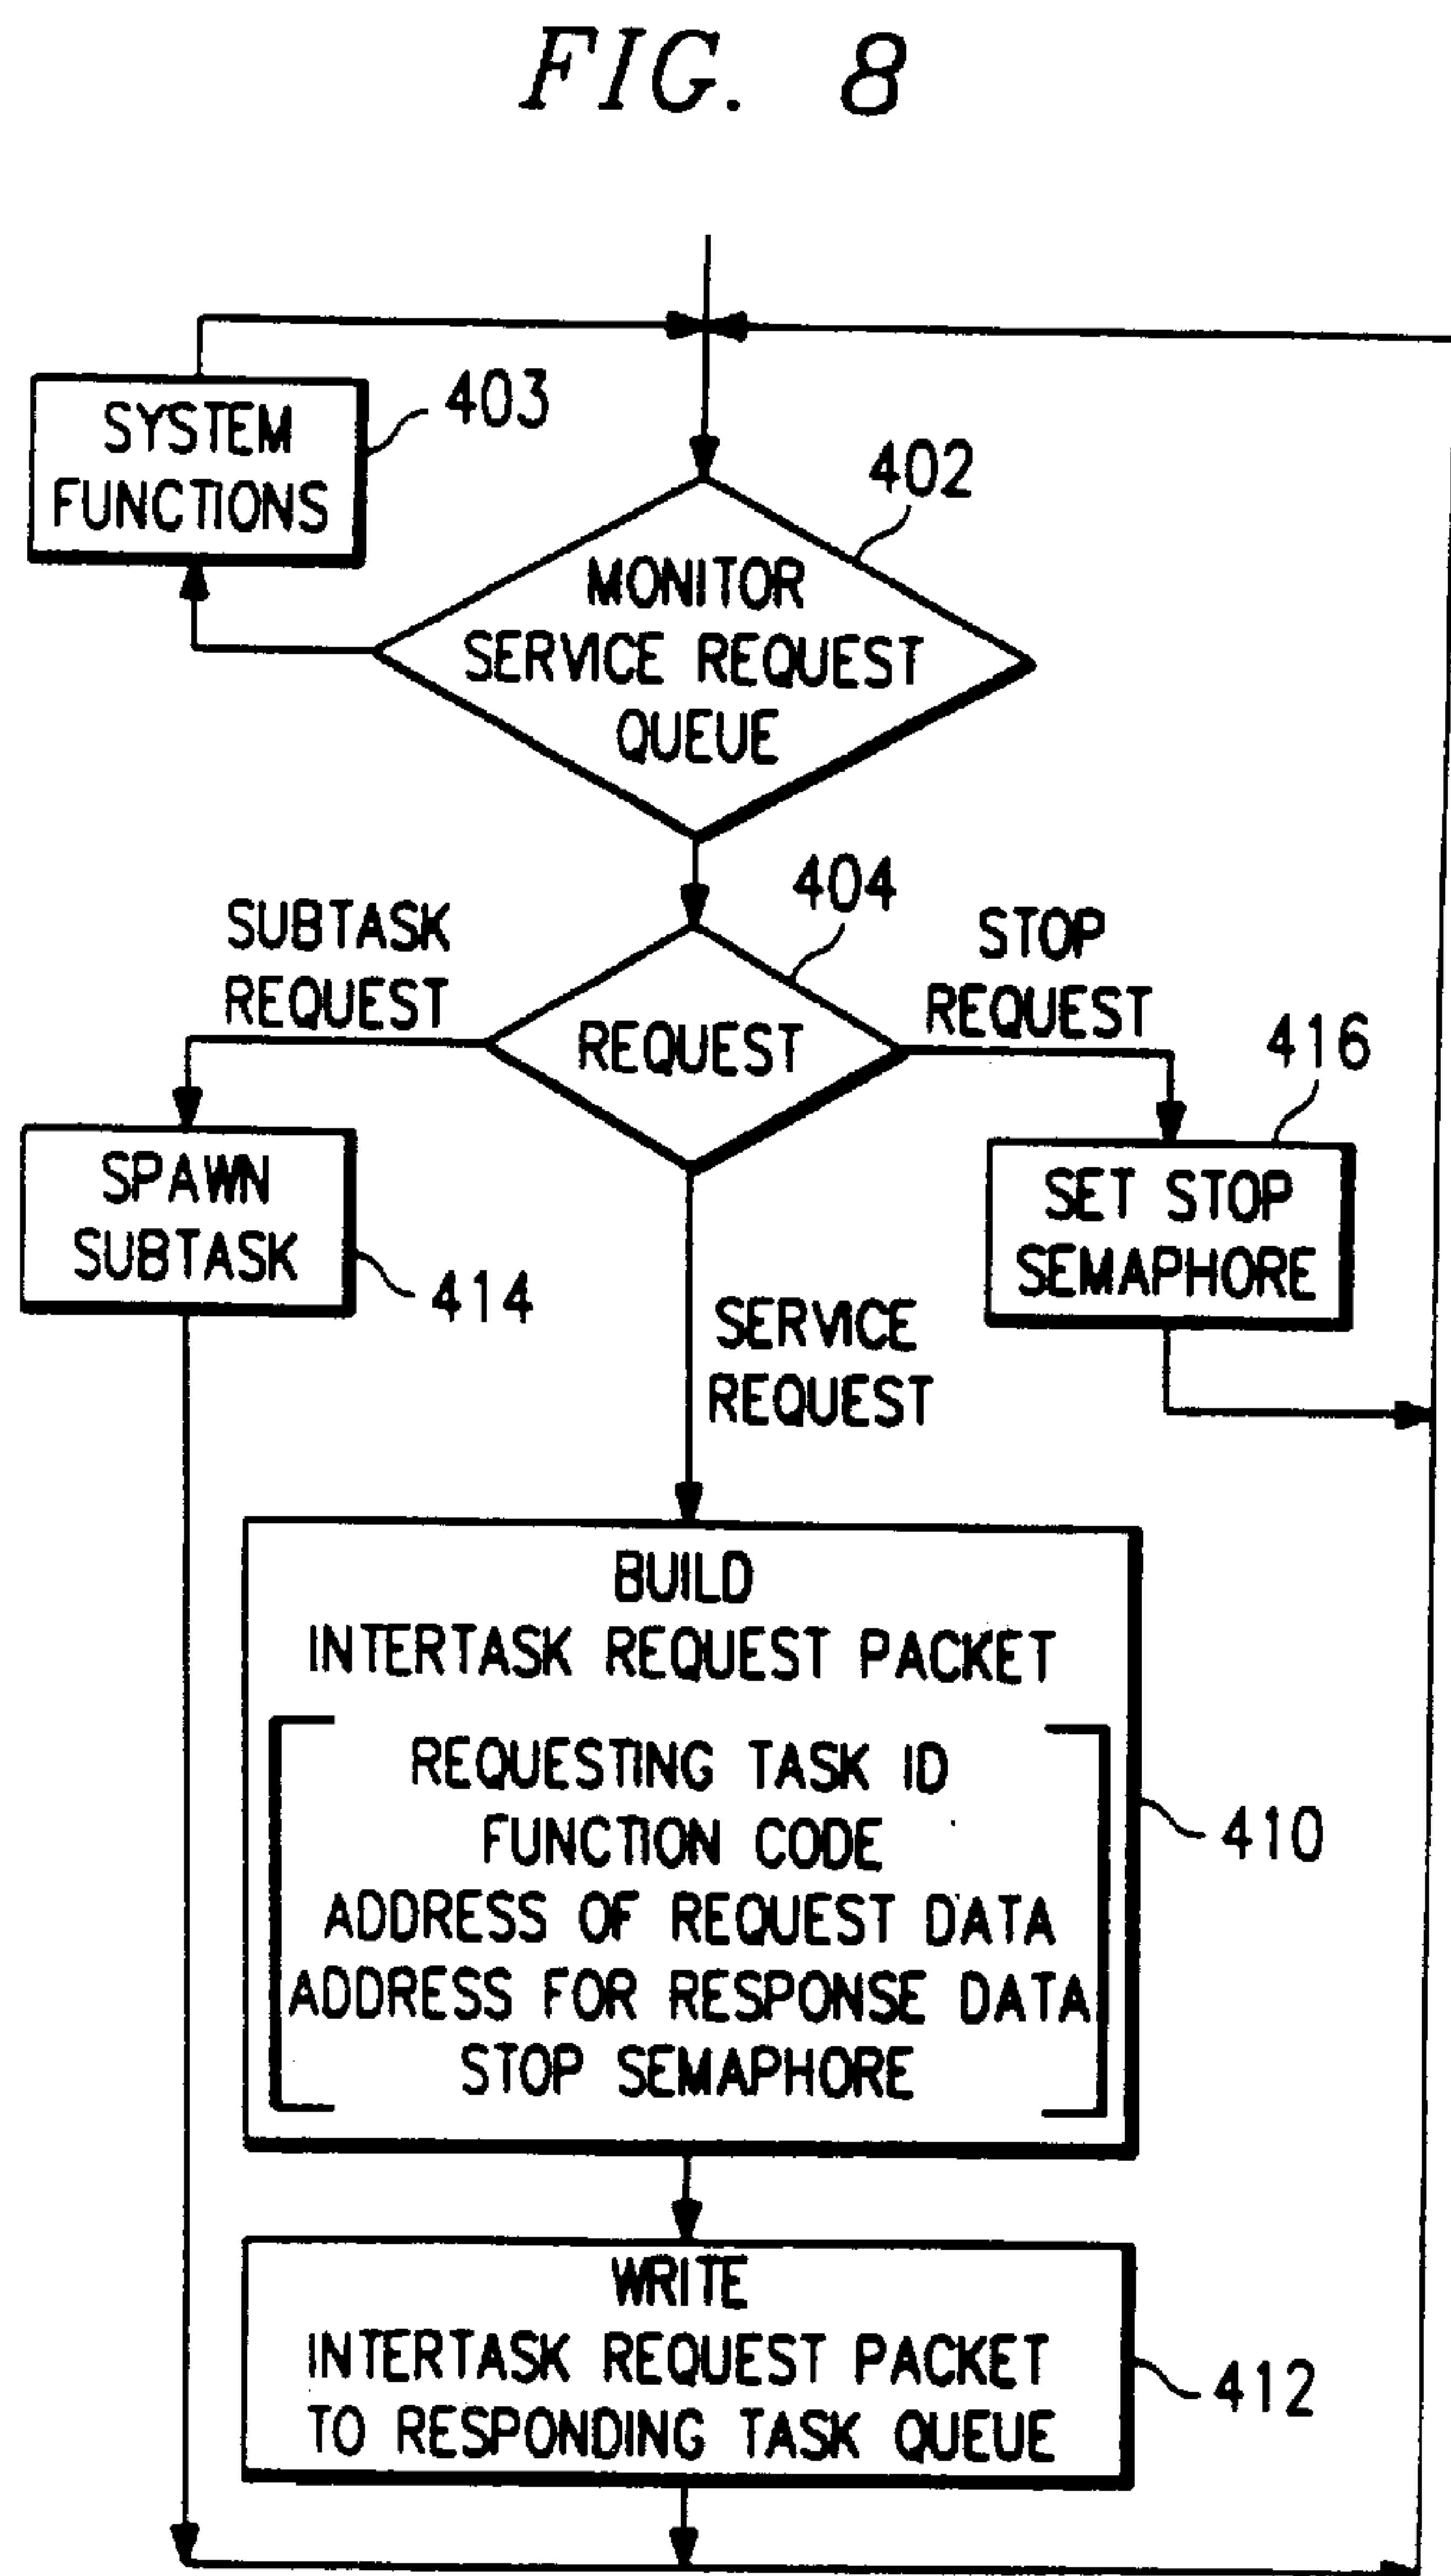 FIG. 8
SYSTEM
FUNCTIONS
403
402
MONITOR
SERVICE REQUEST
QUEUE
404
SUBTASK
REQUEST
REQUEST
STOP
REQUEST
416
SPAWN
SUBTASK
414
SET STOP
SEMAPHORE
SERVICE
REQUEST
BUILD
INTERTASK REQUEST PACKET
REQUESTING TASK ID
FUNCTION CODE
ADDRESS OF REQUEST DATA
ADDRESS FOR RESPONSE DATA
STOP SEMAPHORE
410
WRITE
INTERTASK REQUEST PACKET
TO RESPONDING TASK QUEUE
412